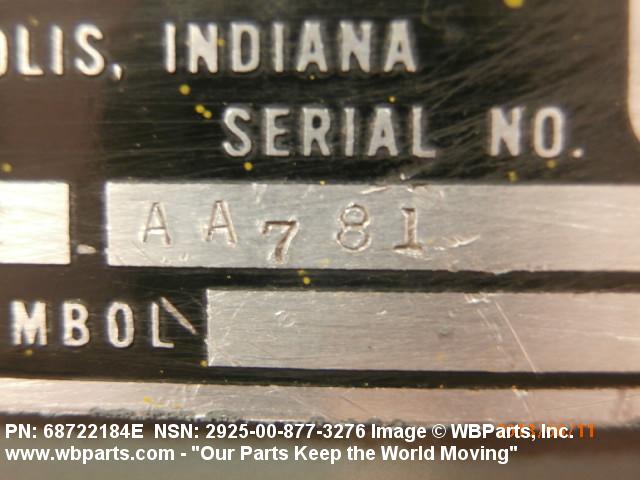 OLIS, INDIANA
SERIAL NO.
AA781
MBOL
PN: 68722184E NSN: 2925-00-877-3276 Image © WBParts, Inc.
www.wbparts.com - "Our Parts Keep the World Moving"